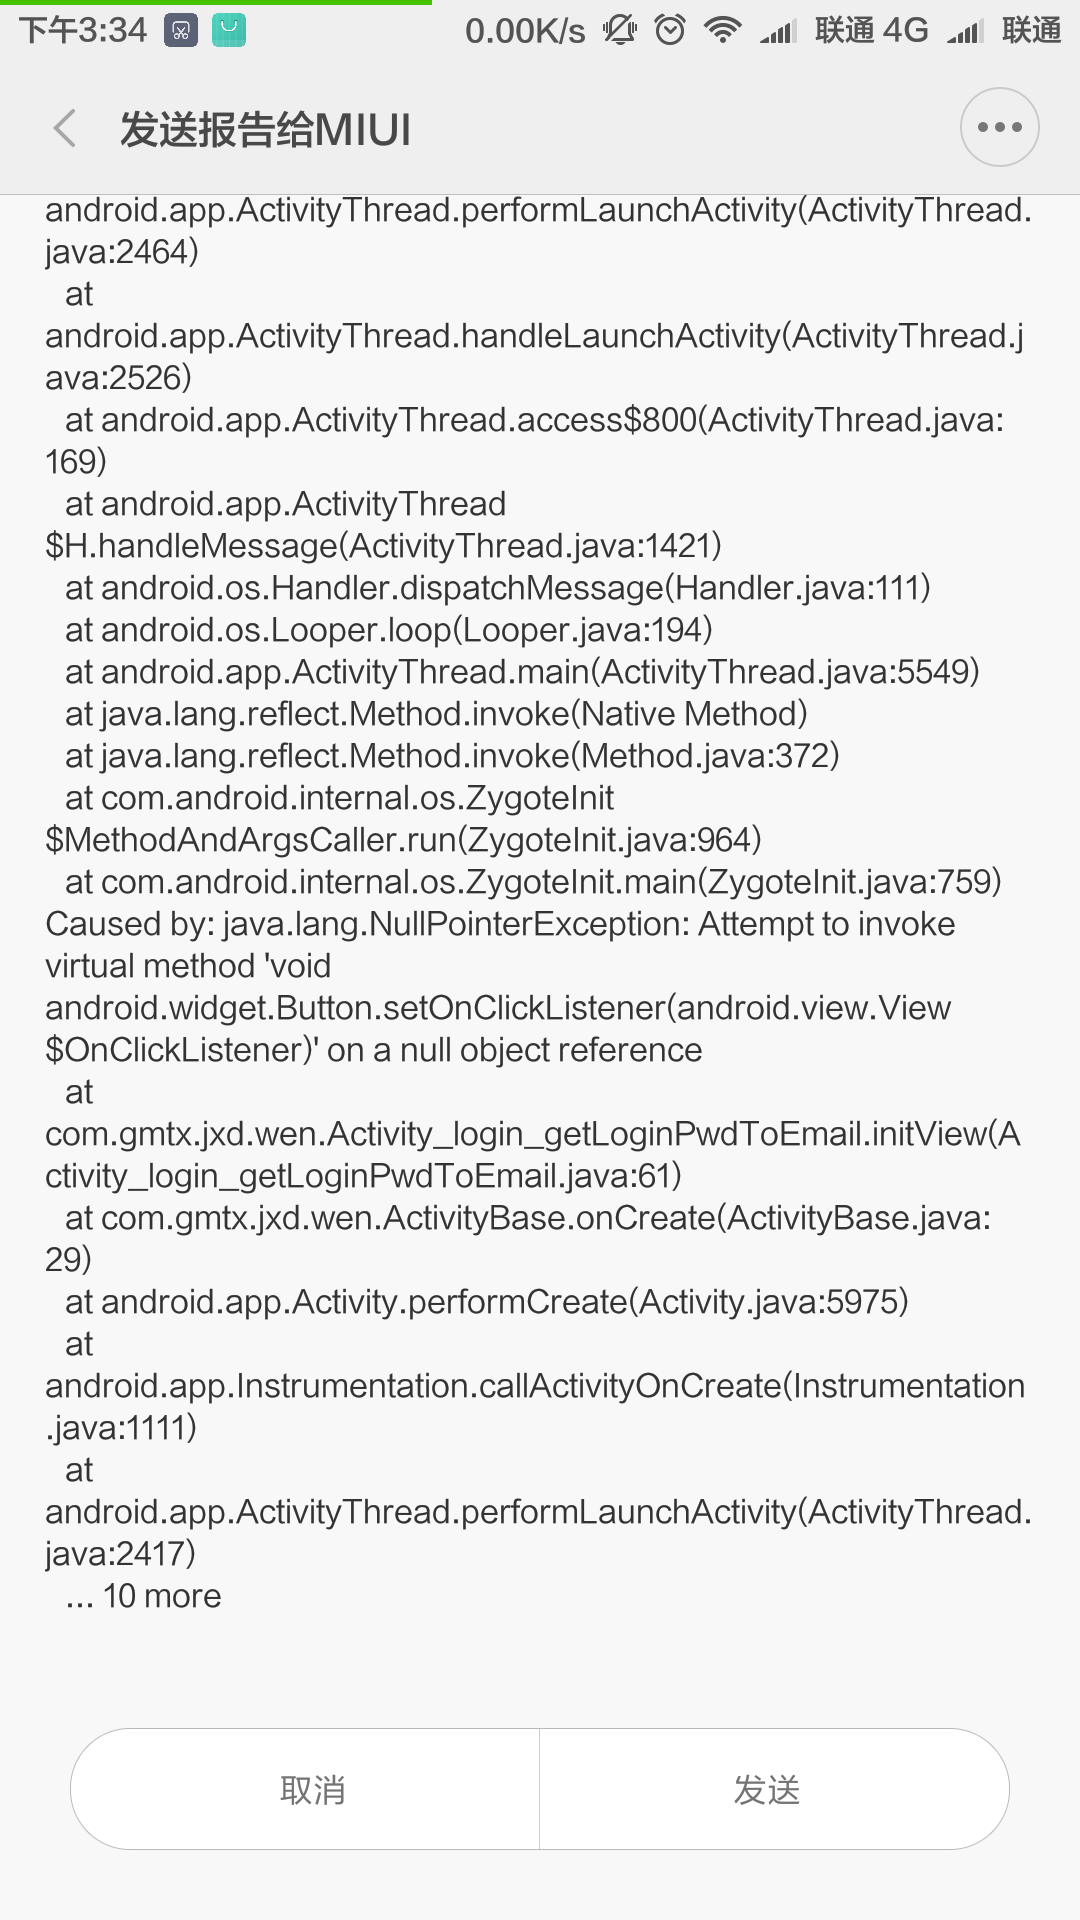 下午3:34 0.00K/s 联通 4G 联通
发送报告给MIUI
android.app.ActivityThread.performLaunchActivity(ActivityThread.
java:2464)
at
android.app.ActivityThread.handleLaunchActivity(ActivityThread.j
ava:2526)
at android.app.ActivityThread.access$800(ActivityThread.java:
169)
at android.app.ActivityThread
$H.handleMessage(ActivityThread.java:1421)
at android.os.Handler.dispatchMessage(Handler.java:111)
at android.os.Looper.loop(Looper.java:194)
at android.app.ActivityThread.main(ActivityThread.java:5549)
at java.lang.reflect.Method.invoke(Native Method)
at java.lang.reflect.Method.invoke(Method.java:372)
at com.android.internal.os.ZygoteInit
$MethodAndArgsCaller.run(ZygoteInit.java:964)
at com.android.internal.os.ZygoteInit.main(ZygoteInit.java:759)
Caused by: java.lang.NullPointerException: Attempt to invoke
virtual method 'void
android.widget.Button.setOnClickListener(android.view.View
$OnClickListener)' on a null object reference
at
com.gmtx.jxd.wen.Activity_login_getLoginPwdToEmail.initView(A
ctivity_login_getLoginPwdToEmail.java:61)
at com.gmtx.jxd.wen.ActivityBase.onCreate(ActivityBase.java:
29)
at android.app.Activity.performCreate(Activity.java:5975)
at
android.app.Instrumentation.callActivityOnCreate(Instrumentation
.java:1111)
at
android.app.ActivityThread.performLaunchActivity(ActivityThread.
java:2417)
... 10 more
取消 发送